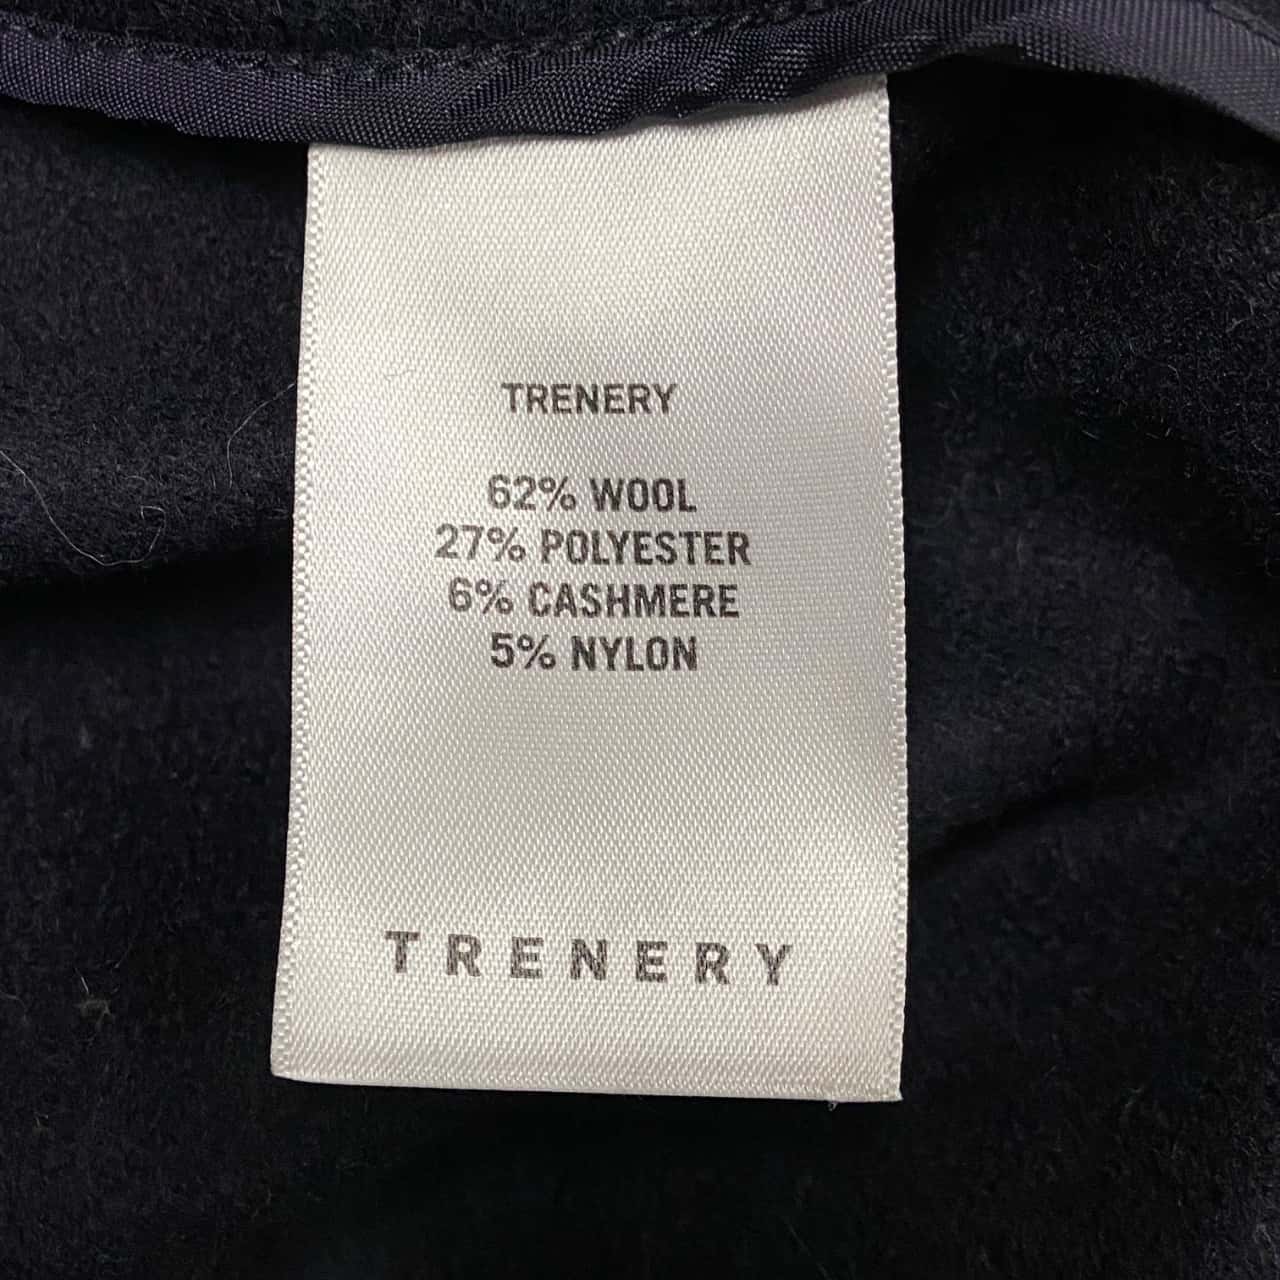 TRENERY
62% WOOL
27% POLYESTER
6% CASHMERE
5% NYLON
TRENERY